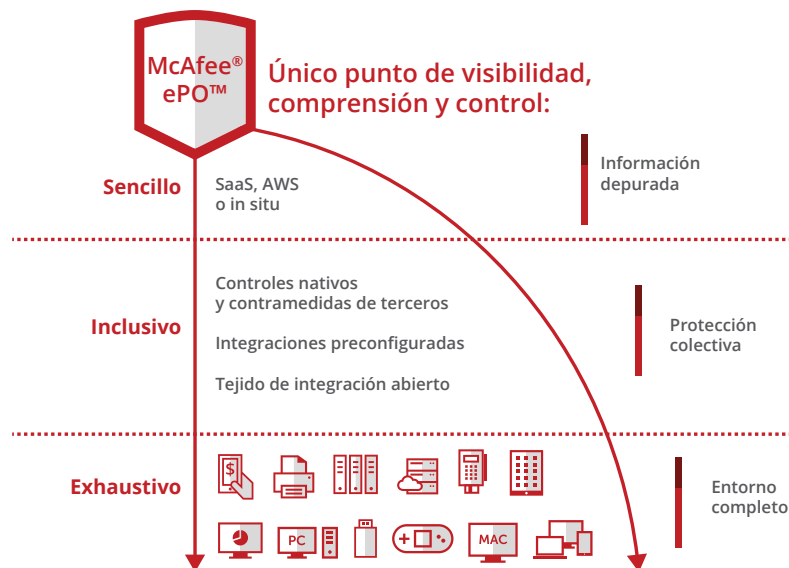 McAfee®
ePO™
Único punto de visibilidad,
comprensión y control:
Sencillo
SaaS, AWS
o in situ
Información
depurada
Inclusivo
Controles nativos
y contramedidas de terceros
Integraciones preconfiguradas
Tejido de integración abierto
Protección
colectiva
Exhaustivo
$
PC
MAC
Entorno
completo